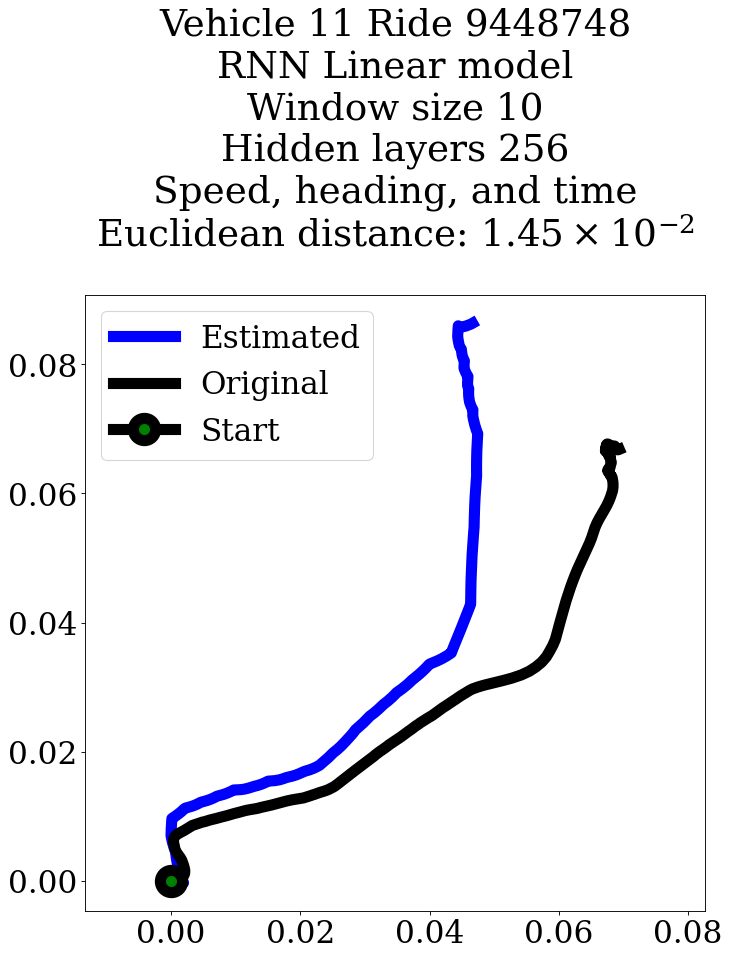 Vehicle 11 Ride 9448748
RNN Linear model
Window size 10
Hidden layers 256
Speed, heading, and time
Euclidean distance: 1.45 × 10⁻²
Estimated
Original
Start
0.08
0.06
0.04
0.02
0.00
0.00 0.02 0.04 0.06 0.08